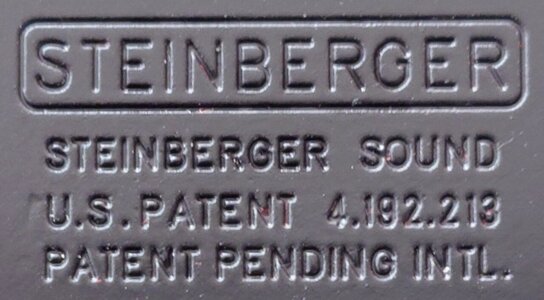 STEINBERGER
STEINBERGER SOUND
U.S. PATENT 4.192.213
PATENT PENDING INTL.